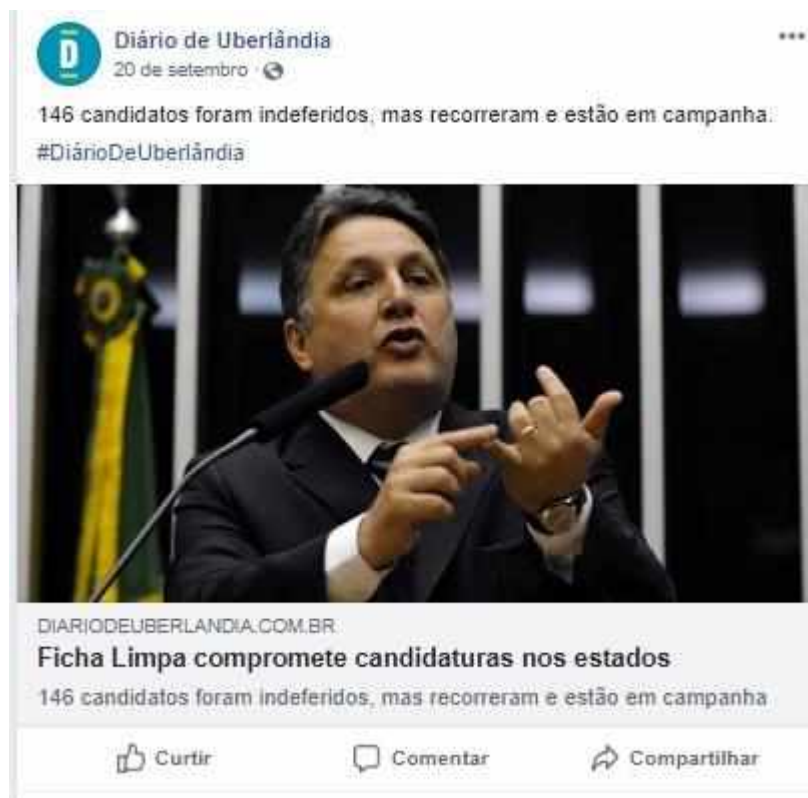 D
Diário de Uberlândia
20 de setembro
146 candidatos foram indeferidos, mas recorreram e estão em campanha.
#DiárioDeUberlândia
DIARIODEUBERLANDIA.COM.BR
Ficha Limpa compromete candidaturas nos estados
146 candidatos foram indeferidos, mas recorreram e estão em campanha
Curtir Comentar Compartilhar